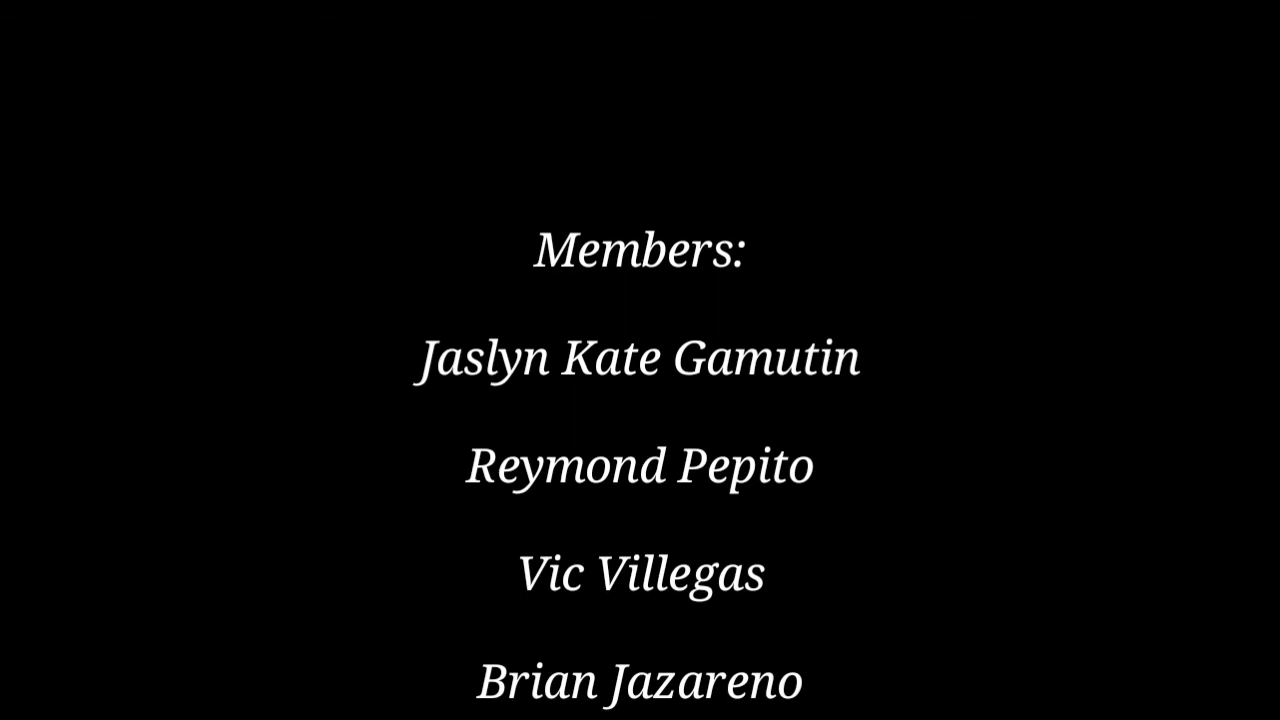 Members:
Jaslyn Kate Gamutin
Reymond Pepito
Vic Villegas
Brian Jazareno